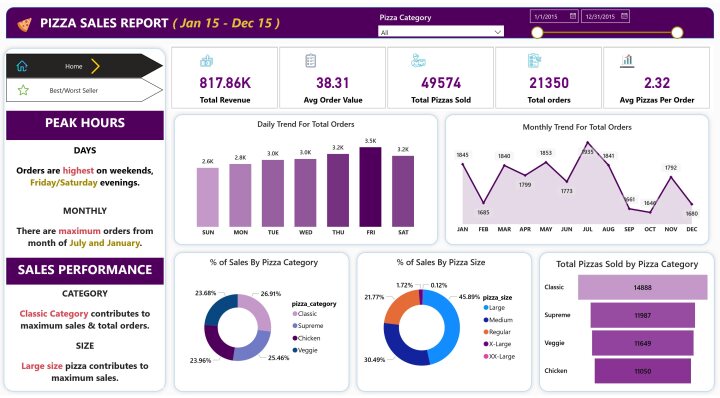 PIZZA SALES REPORT ( Jan 15 - Dec 15 )
Pizza Category
All
1/1/2015
12/31/2015
Home
Best/Worst Seller
817.86K
Total Revenue
38.31
Avg Order Value
49574
Total Pizzas Sold
21350
Total orders
2.32
Avg Pizzas Per Order
PEAK HOURS
DAYS
Orders are highest on weekends,
Friday/Saturday evenings.
MONTHLY
There are maximum orders from
month of July and January.
SALES PERFORMANCE
CATEGORY
Classic Category contributes to
maximum sales & total orders.
SIZE
Large size pizza contributes to
maximum sales.
Daily Trend For Total Orders
2.6K 2.8K 3.0K 3.0K 3.2K 3.5K 3.2K
SUN MON TUE WED THU FRI SAT
Monthly Trend For Total Orders
1845 1685 1840 1799 1853 1773 1935 1841 1661 1646 1792 1680
JAN FEB MAR APR MAY JUN JUL AUG SEP OCT NOV DEC
% of Sales By Pizza Category
23.68%
26.91%
23.96%
25.46%
pizza_category
Classic
Supreme
Chicken
Veggie
% of Sales By Pizza Size
1.72%
0.12%
21.77%
45.89%
30.49%
pizza_size
Large
Medium
Regular
X-Large
XX-Large
Total Pizzas Sold by Pizza Category
Classic 14888
Supreme 11987
Veggie 11649
Chicken 11050